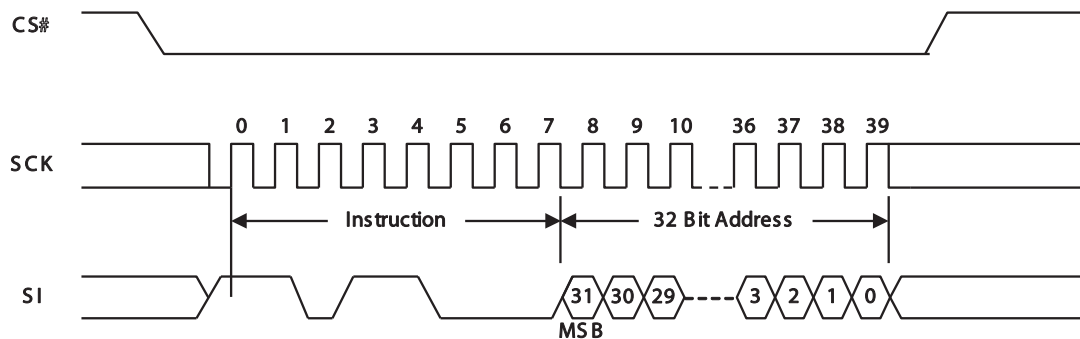 CS#
0 1 2 3 4 5 6 7 8 9 10 36 37 38 39
SCK
Instruction 32 Bit Address
SI 31 30 29 3 2 1 0
MSB